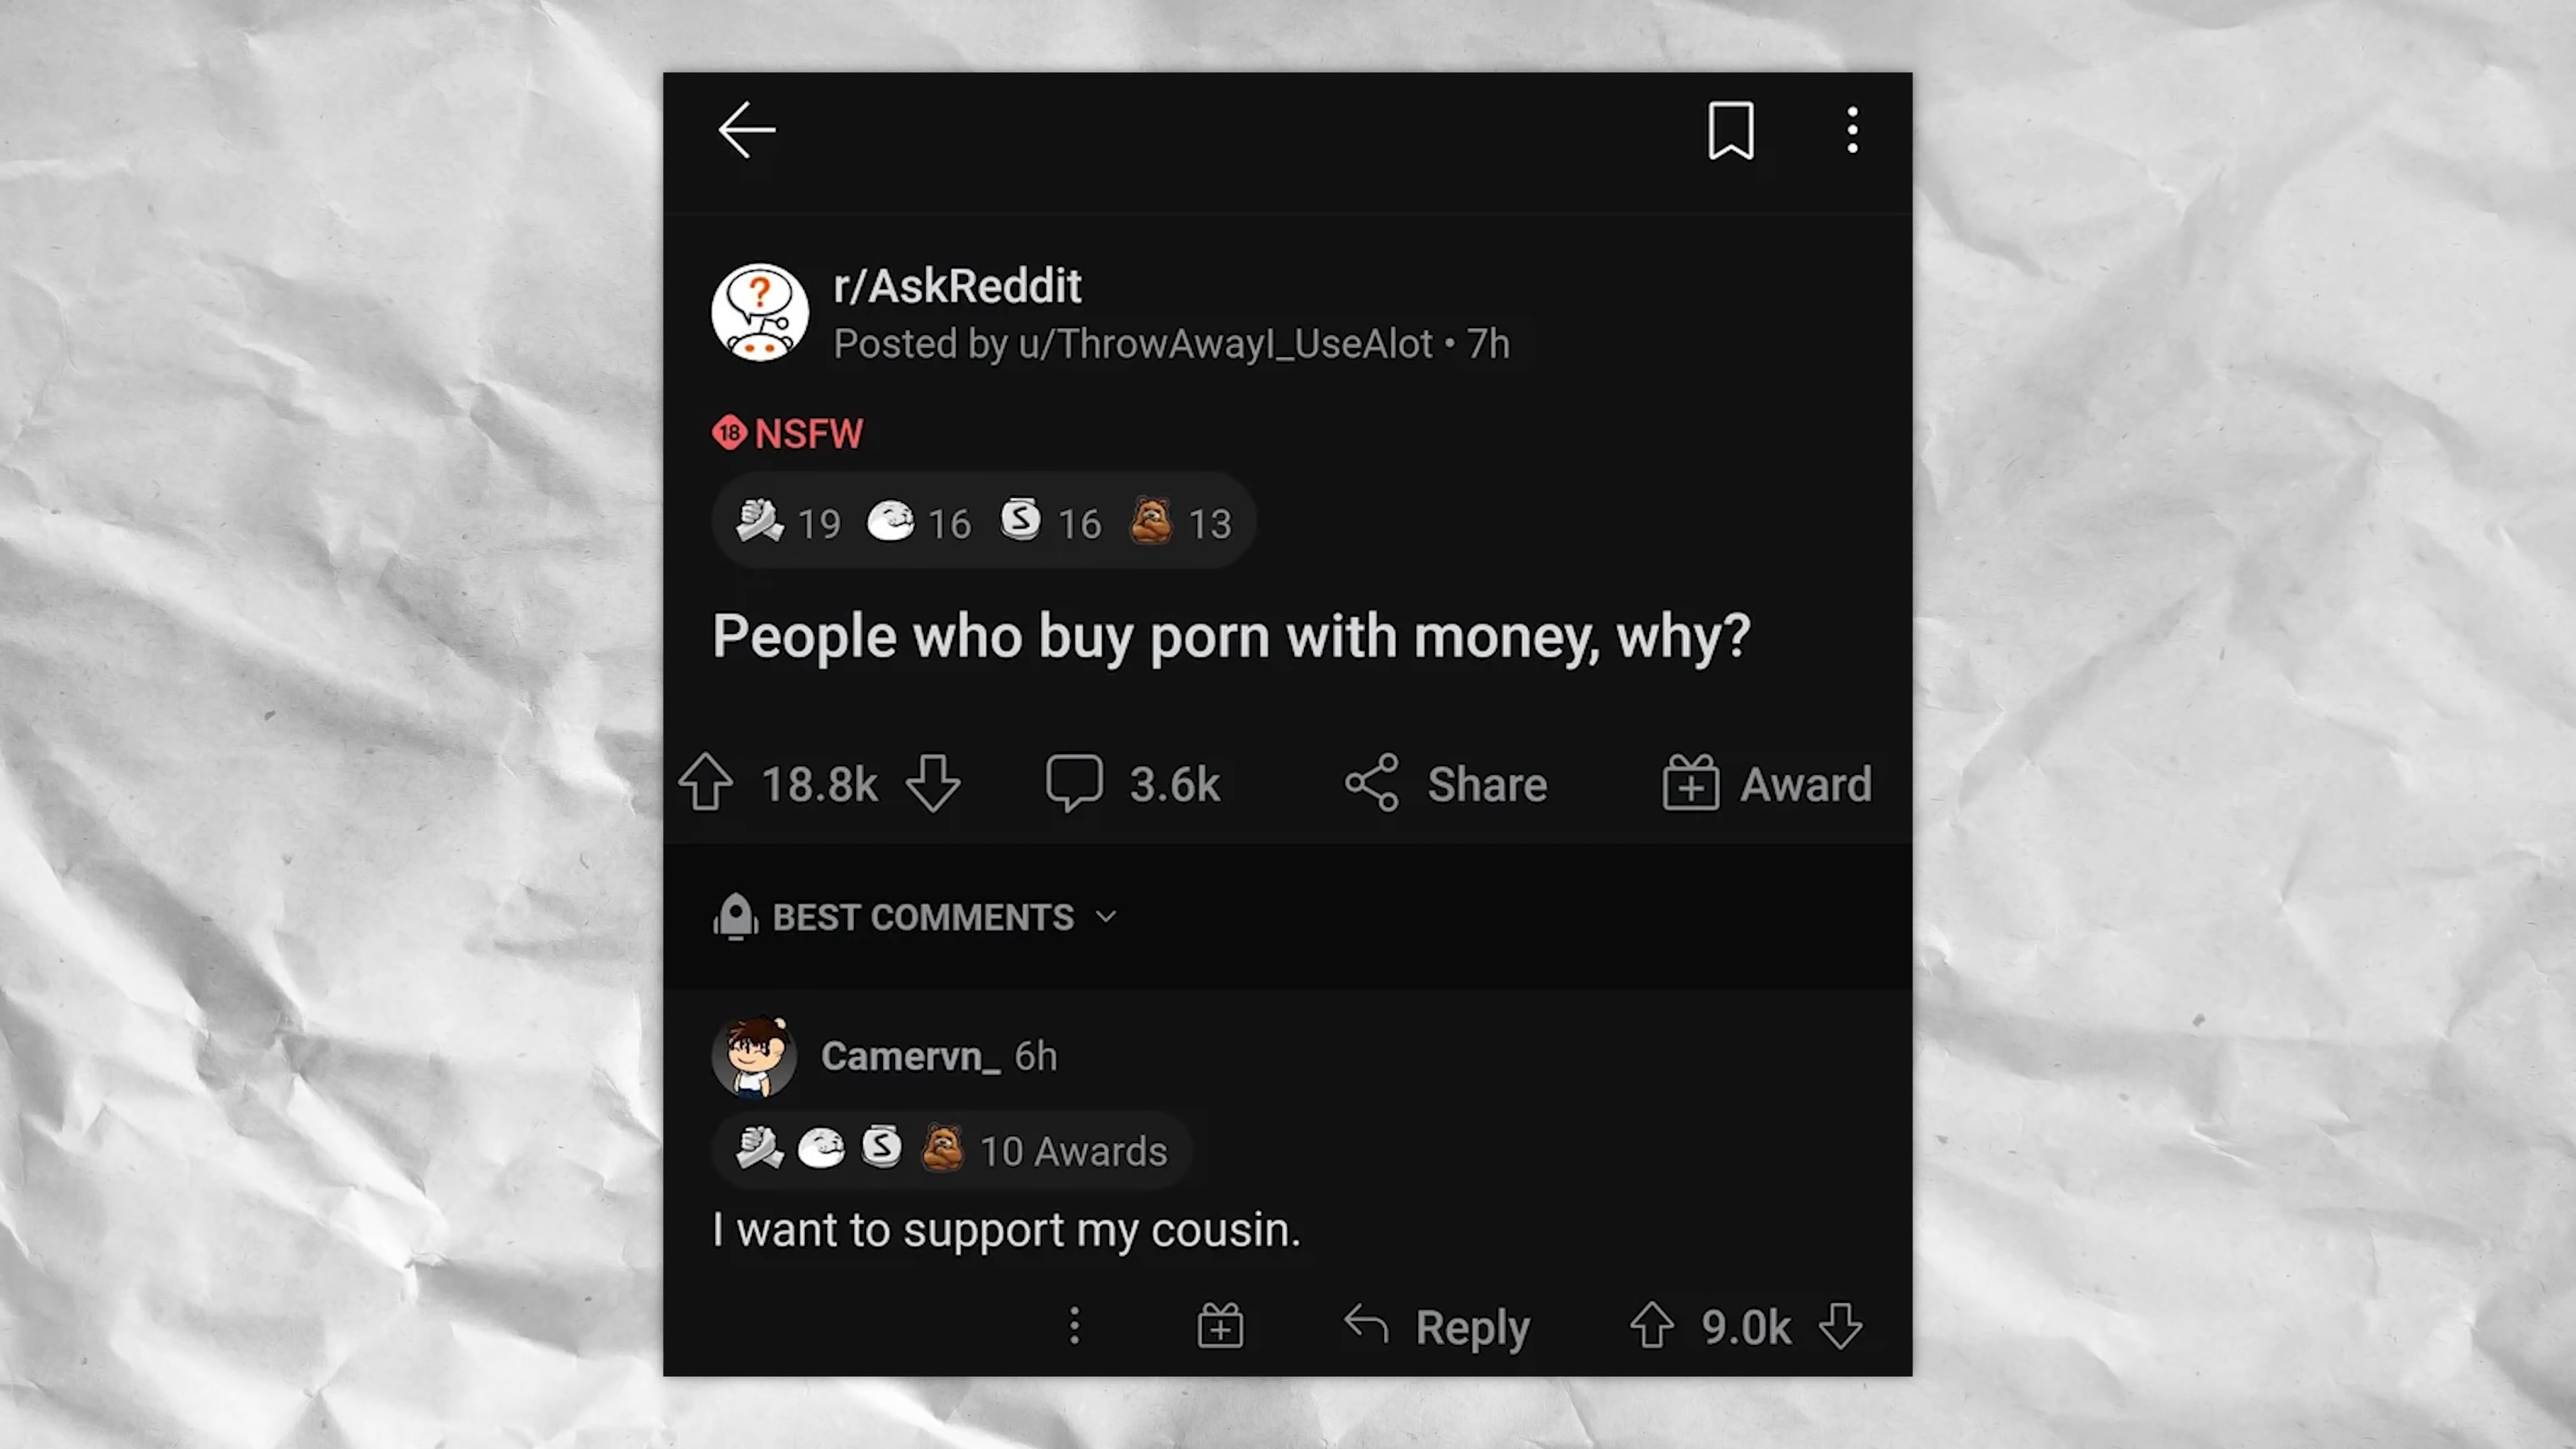 r/AskReddit
Posted by u/ThrowAwayI_UseAlot • 7h
18 NSFW
19 16 S 16 13
People who buy porn with money, why?
18.8k 3.6k Share Award
BEST COMMENTS
Camervn_ 6h
S 10 Awards
I want to support my cousin.
Reply 9.0k